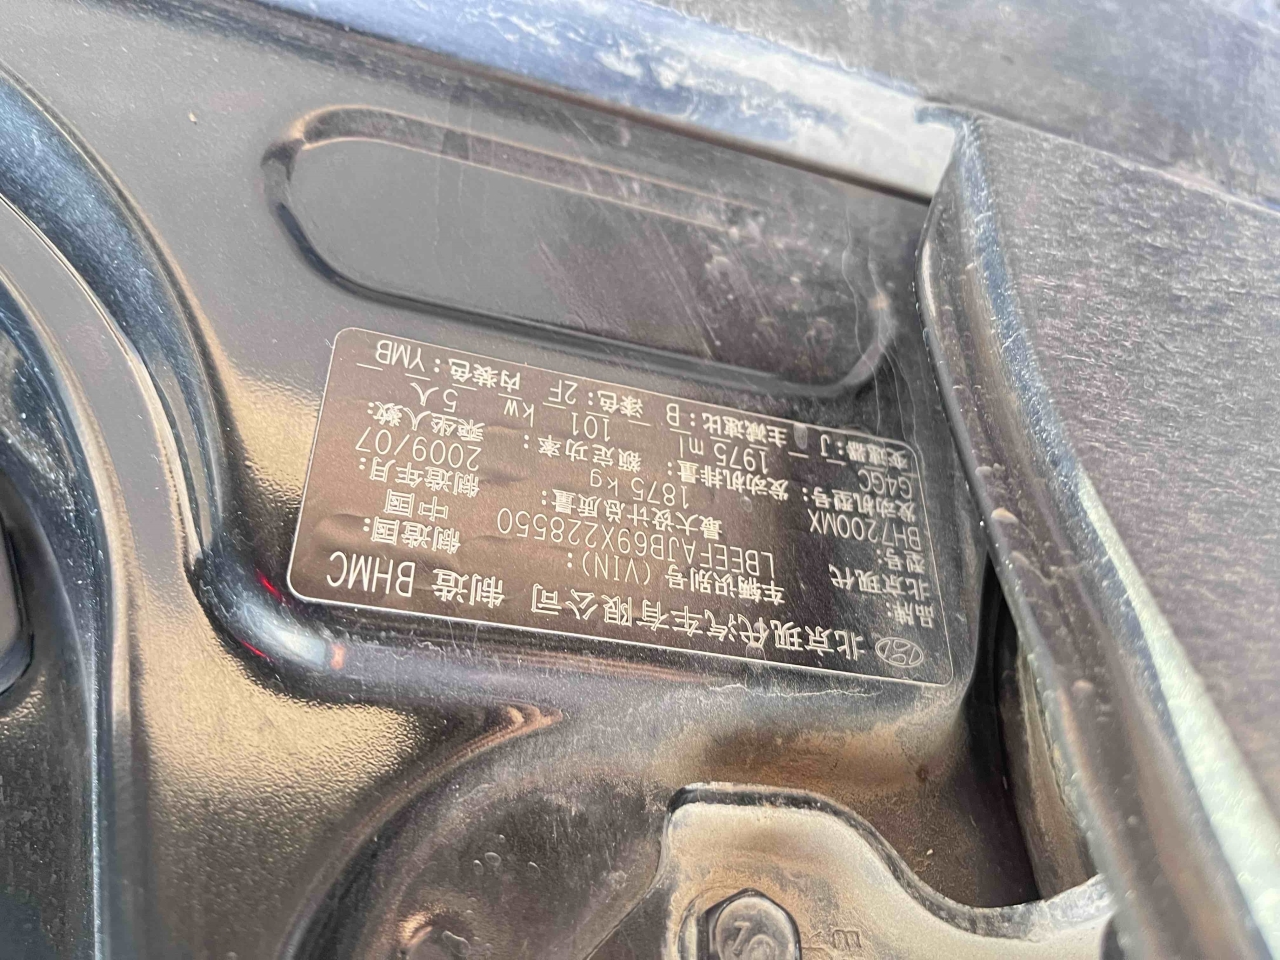 北京现代汽车有限公司 制造 BHMC
品牌: 北京现代 车辆识别号 (VIN): LBEEFAJB69X228550 制造国: 中国
型号: BH7200MX 最大设计总质量: 1875 kg 制造年月: 2009/07
发动机型号: G4GC 发动机排量: 1975 ml 额定功率: 101 kw 乘坐人数: 5 人
变速器: J 主减速比: B 漆色: 2F 内装色: YMB